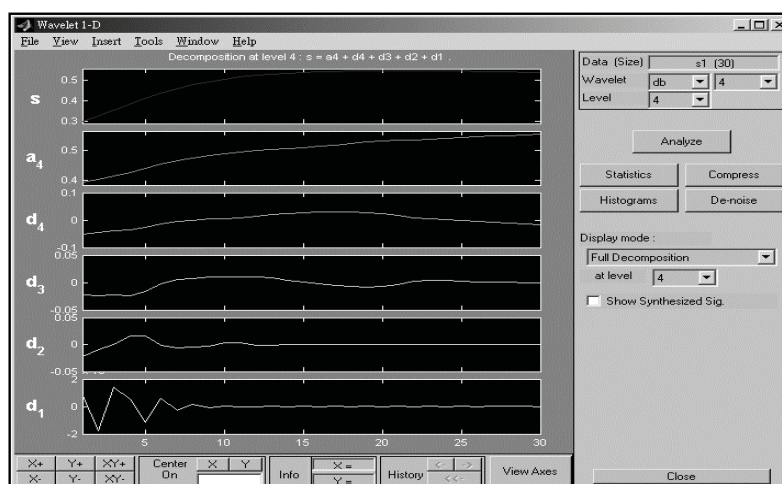 Wavelet 1-D
File View Insert Tools Window Help
Decomposition at level 4 : s = a4 + d4 + d3 + d2 + d1 .
s
0.5
0.4
0.3
a4
0.5
0.4
d4
0.1
0
-0.1
d3
0.05
0
-0.05
d2
0.05
0
-0.05
d1
2
0
-2
5 10 15 20 25 30
Data (Size) s1 (30)
Wavelet db 4
Level 4
Analyze
Statistics Compress
Histograms De-noise
Display mode :
Full Decomposition
at level 4
Show Synthesized Sig.
X+ Y+ XY+
X- Y- XY-
Center On
X Y
Info
X =
Y =
History
<- ->
<<-
View Axes
Close